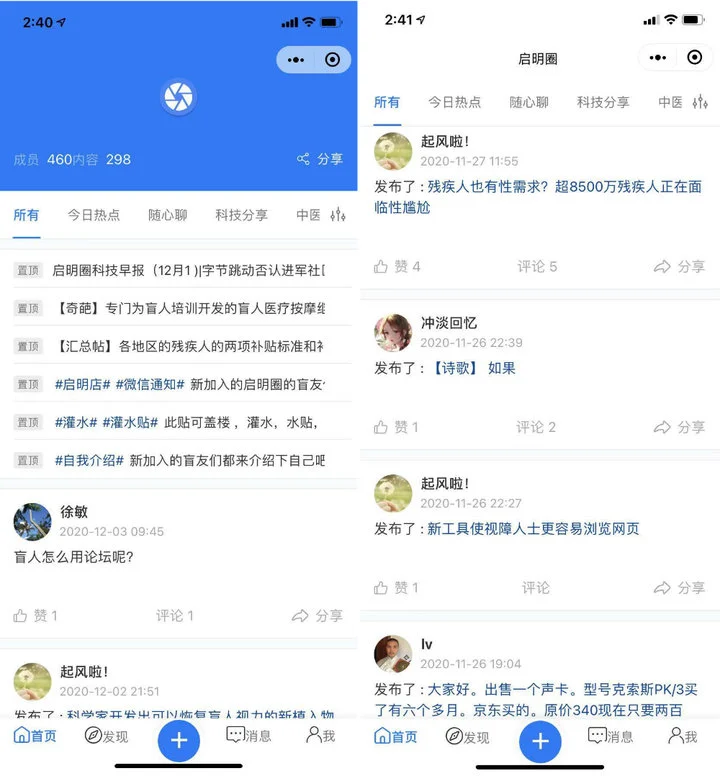 2:40
成员 460内容 298
分享
所有 今日热点 随心聊 科技分享 中医
置顶 启明圈科技早报（12月1 )|字节跳动否认进军社
置顶 【奇葩】专门为盲人培训开发的盲人医疗按摩
置顶 【汇总帖】各地区的残疾人的两项补贴标准和
置顶 #启明店# #微信通知# 新加入的启明圈的盲友
置顶 #灌水# #灌水贴# 此贴可盖楼，灌水，水贴，
置顶 #自我介绍# 新加入的盲友们都来介绍下自己吧
徐敏
2020-12-03 09:45
盲人怎么用论坛呢?
赞 1 评论 1 分享
起风啦!
2020-12-02 21:51
发布了 : 科学家开发出可以恢复盲人视力的新植入物
首页 发现 + 消息 我
2:41
启明圈
所有 今日热点 随心聊 科技分享 中医
起风啦!
2020-11-27 11:55
发布了 : 残疾人也有性需求？超8500万残疾人正在面
临性尴尬
赞 4 评论 5 分享
冲淡回忆
2020-11-26 22:39
发布了 : 【诗歌】 如果
赞 1 评论 2 分享
起风啦!
2020-11-26 22:27
发布了 : 新工具使视障人士更容易浏览网页
赞 1 评论 分享
lv
2020-11-26 19:04
发布了 : 大家好。出售一个声卡。型号克索斯PK/3买
了有六个多月。京东买的。原价340现在只要两百
首页 发现 + 消息 我